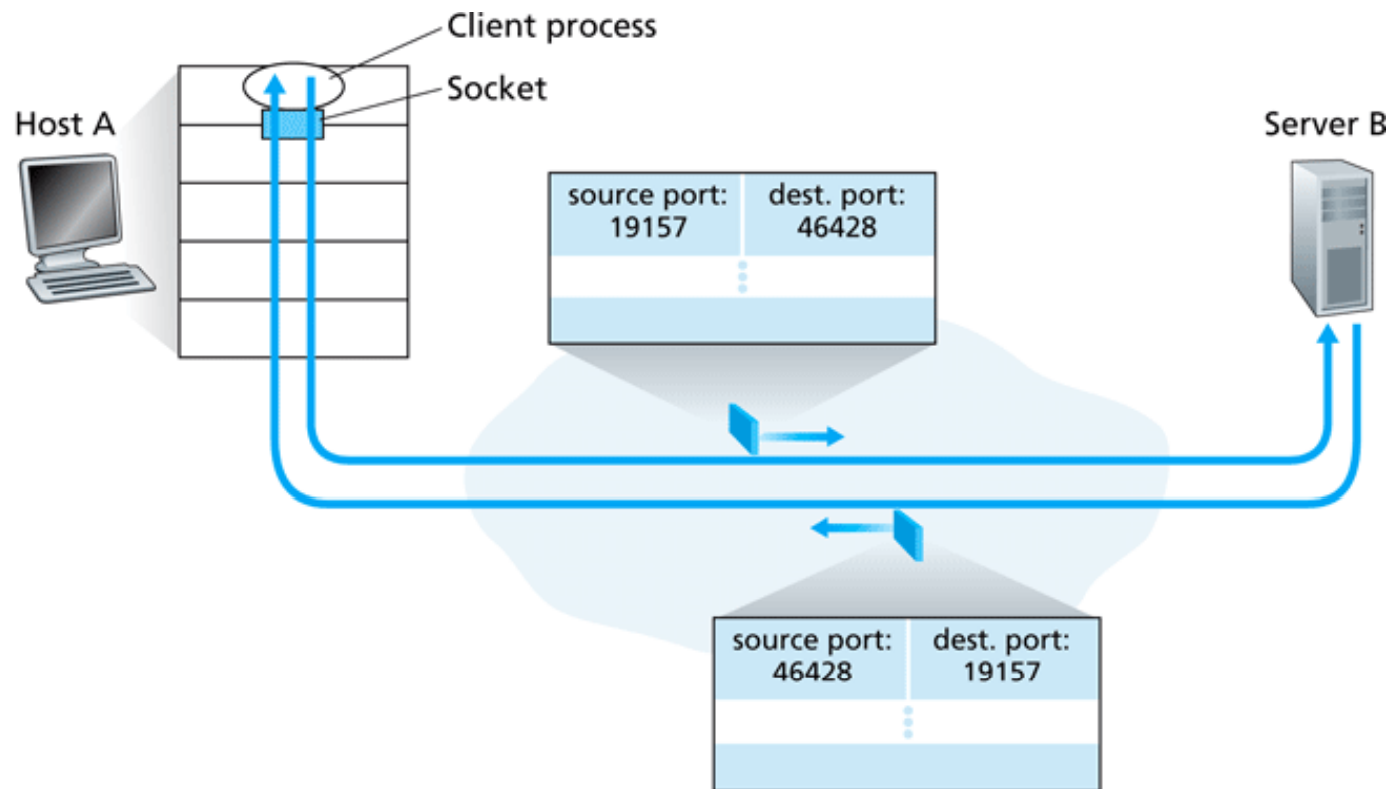 Client process
Socket
Host A
Server B
source port:
19157
dest. port:
46428
source port:
46428
dest. port:
19157